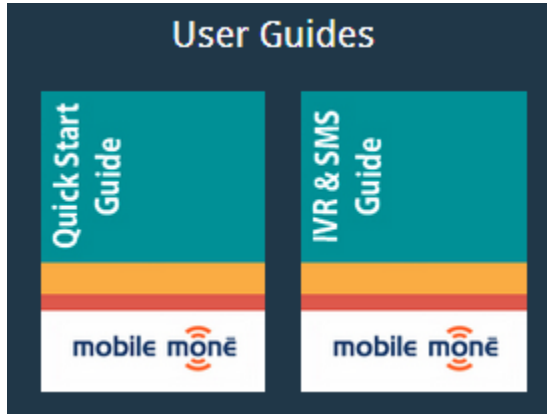 User Guides
Quick Start
Guide
IVR & SMS
Guide
mobile monē
mobile monē